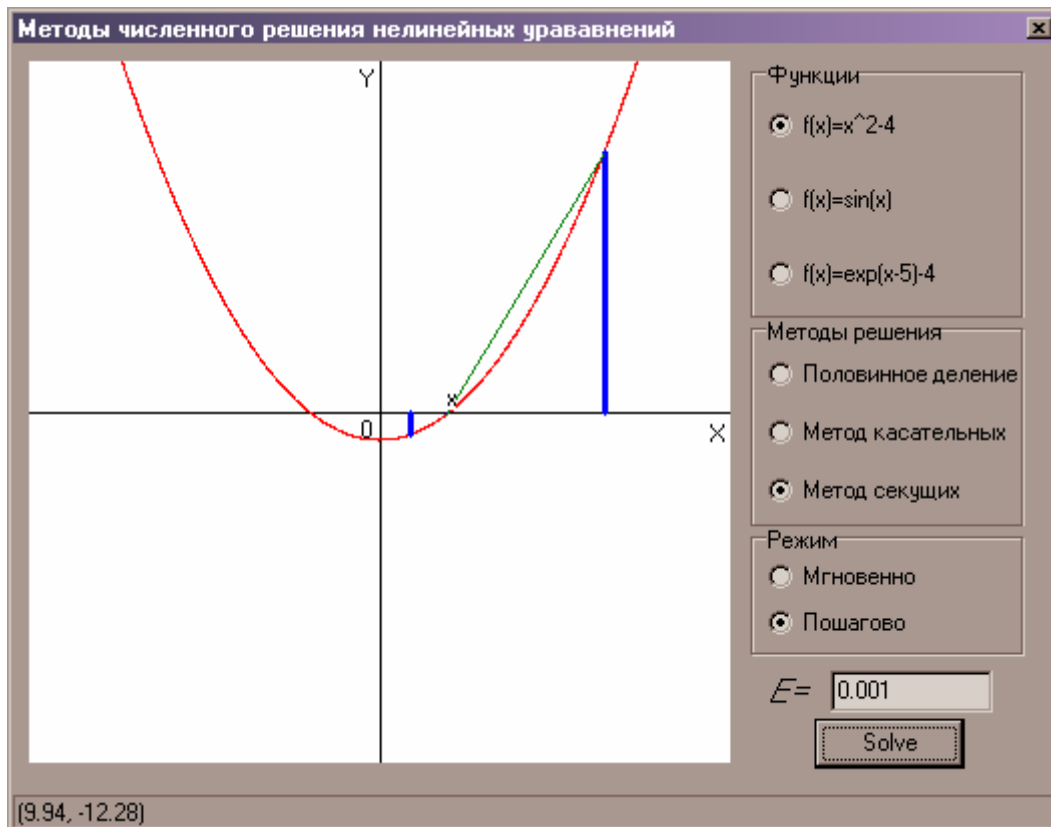 Методы численного решения нелинейных урававнений
Y
x
0
X
Функции
f(x)=x^2-4
f(x)=sin(x)
f(x)=exp(x-5)-4
Методы решения
Половинное деление
Метод касательных
Метод секущих
Режим
Мгновенно
Пошагово
E= 0.001
Solve
(9.94, -12.28)